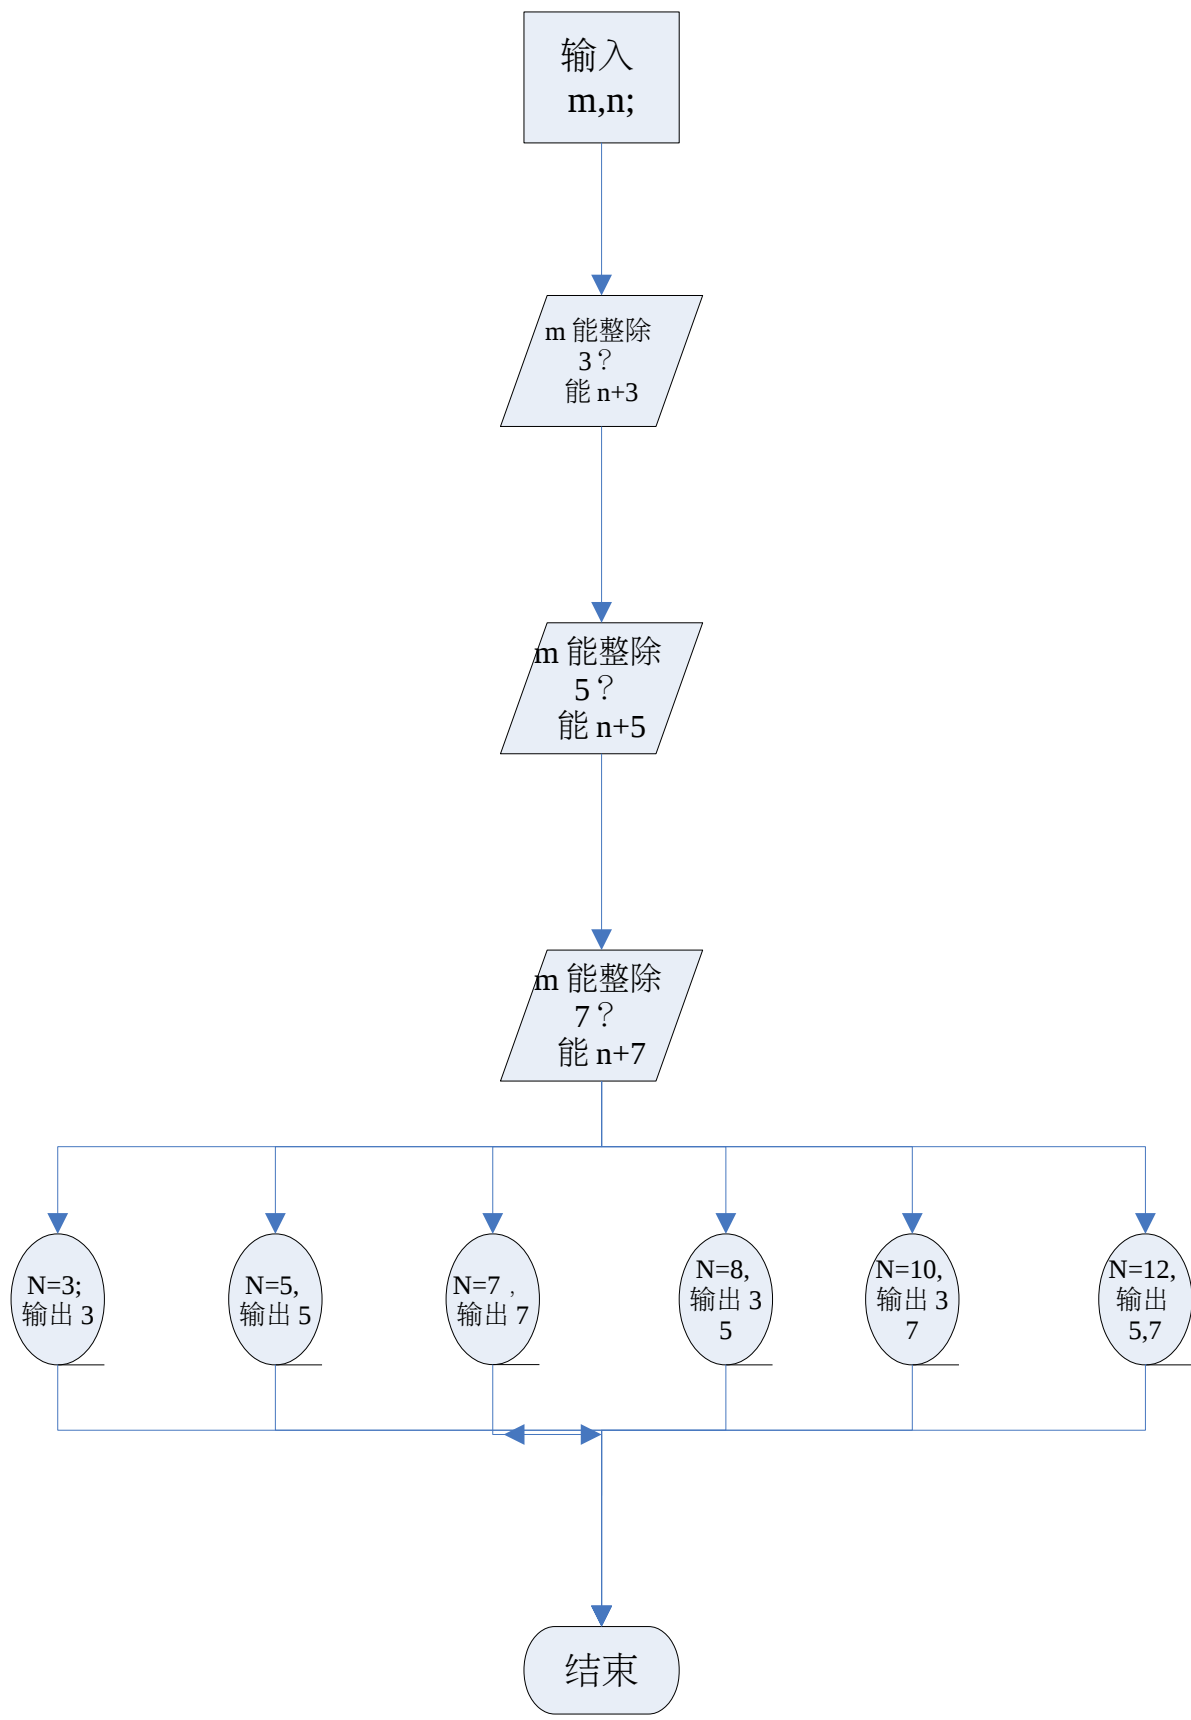 输入
m,n;
m 能整除
3？
能 n+3
m 能整除
5？
能 n+5
m 能整除
7？
能 n+7
N=3;
输出 3
N=5,
输出 5
N=7，
输出 7
N=8,
输出 3
5
N=10,
输出 3
7
N=12,
输出
5,7
结束